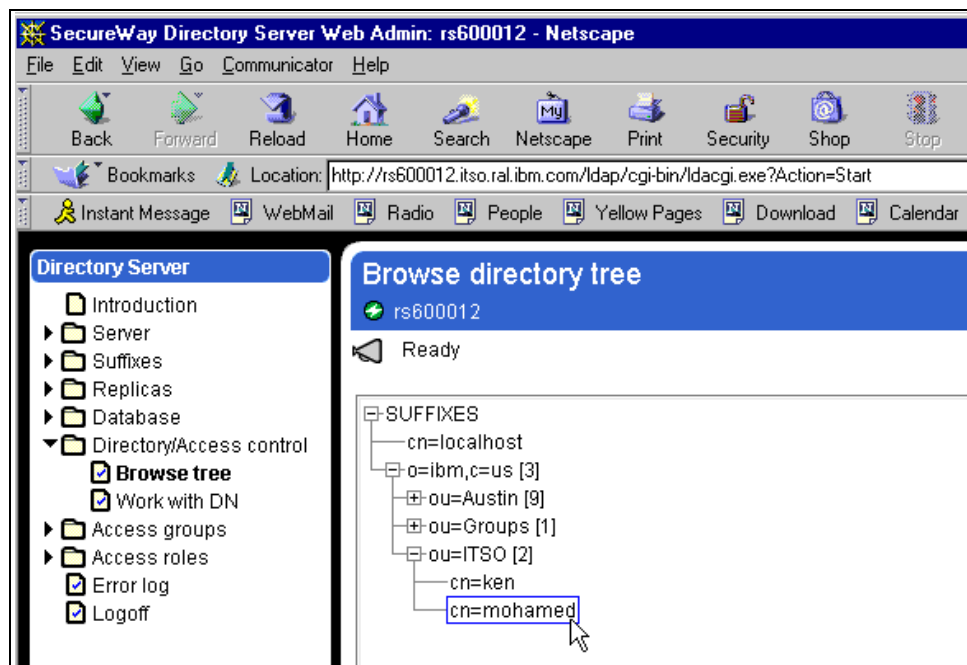 SecureWay Directory Server Web Admin: rs600012 - Netscape
File Edit View Go Communicator Help
Back Forward Reload Home Search Netscape Print Security Shop Stop
My
Bookmarks Location: http://rs600012.itso.ral.ibm.com/ldap/cgi-bin/ldacgi.exe?Action=Start
Instant Message WebMail Radio People Yellow Pages Download Calendar
Directory Server
Introduction
Server
Suffixes
Replicas
Database
Directory/Access control
Browse tree
Work with DN
Access groups
Access roles
Error log
Logoff
Browse directory tree
rs600012
Ready
SUFFIXES
cn=localhost
o=ibm,c=us [3]
ou=Austin [9]
ou=Groups [1]
ou=ITSO [2]
cn=ken
cn=mohamed